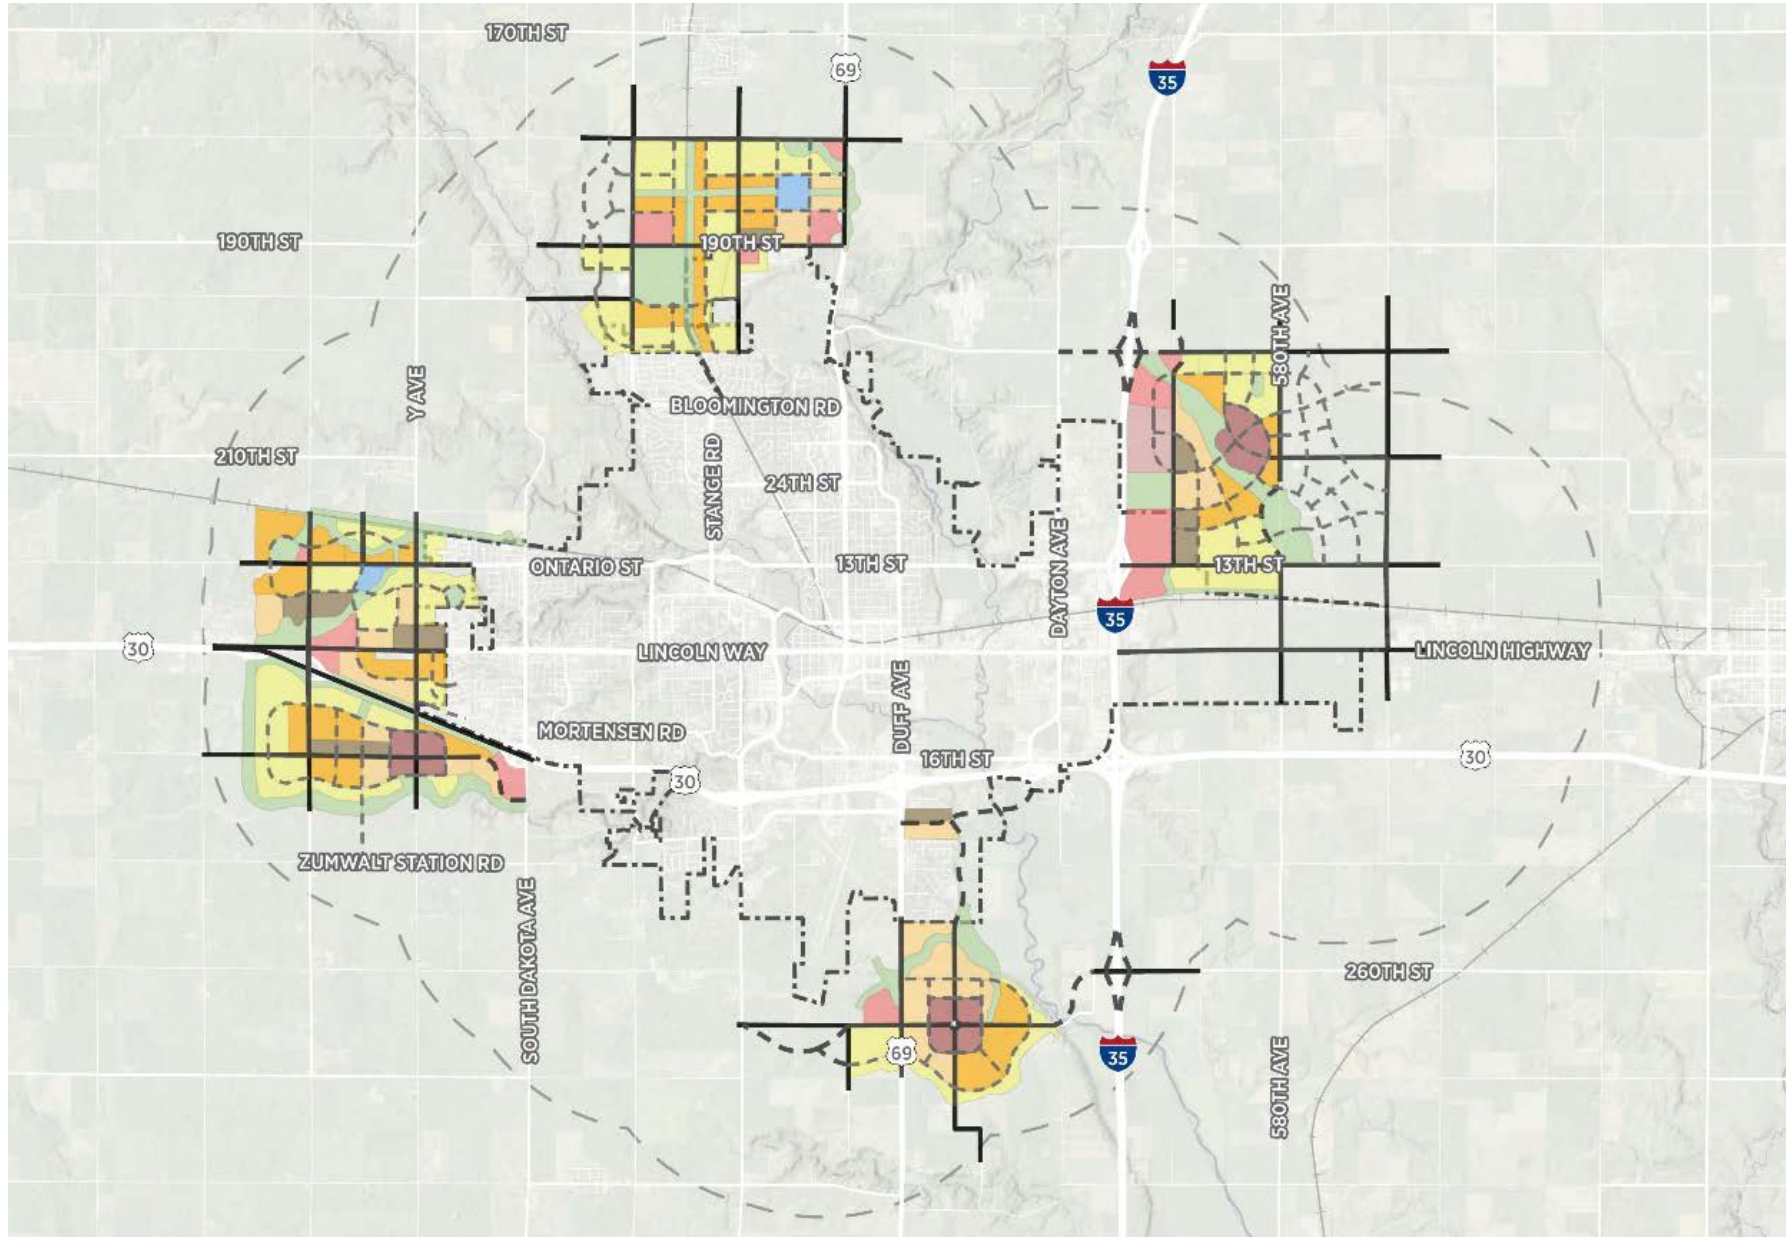 170TH ST
69
35
190TH ST
190TH ST
580TH AVE
Y AVE
BLOOMINGTON RD
210TH ST
STANGE RD
24TH ST
DAYTON AVE
ONTARIO ST
13TH ST
13TH ST
35
30
LINCOLN WAY
LINCOLN HIGHWAY
DUFF AVE
MORTENSEN RD
16TH ST
30
30
ZUMWALT STATION RD
SOUTH DAKOTA AVE
260TH ST
69
35
580TH AVE